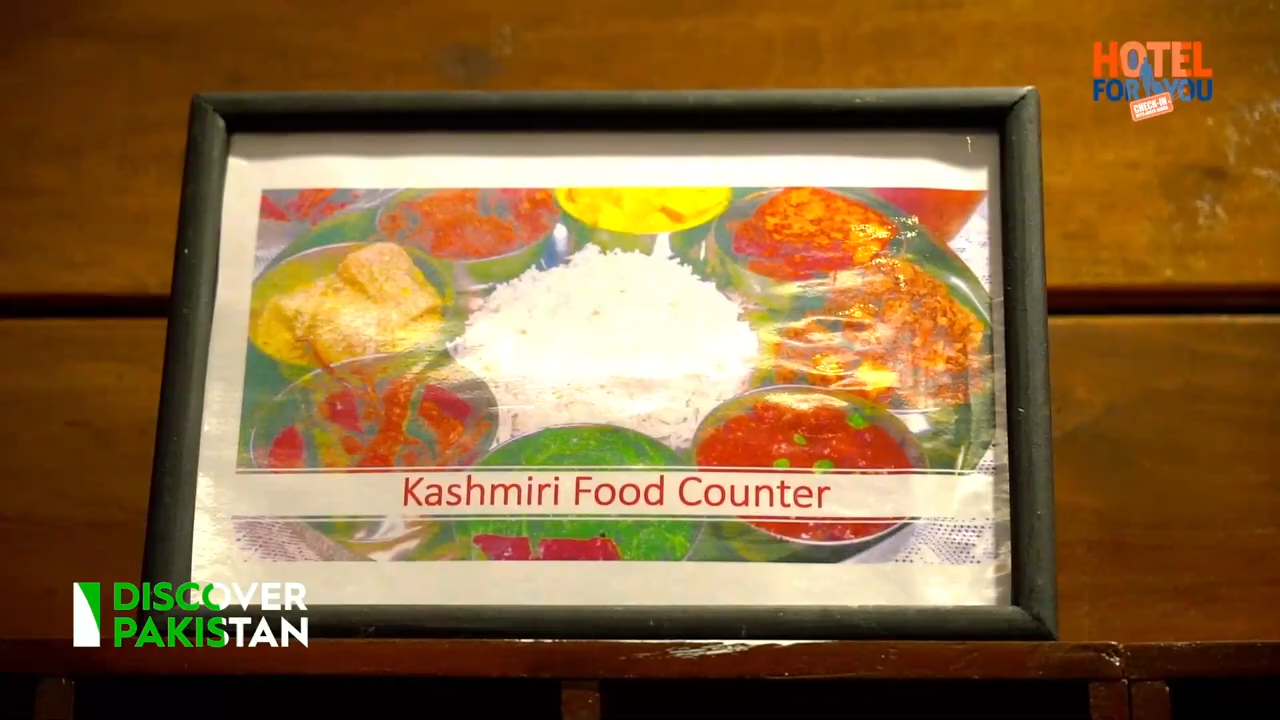 HOTEL
FOR YOU
CHECK-IN
Kashmiri Food Counter
DISCOVER
PAKISTAN